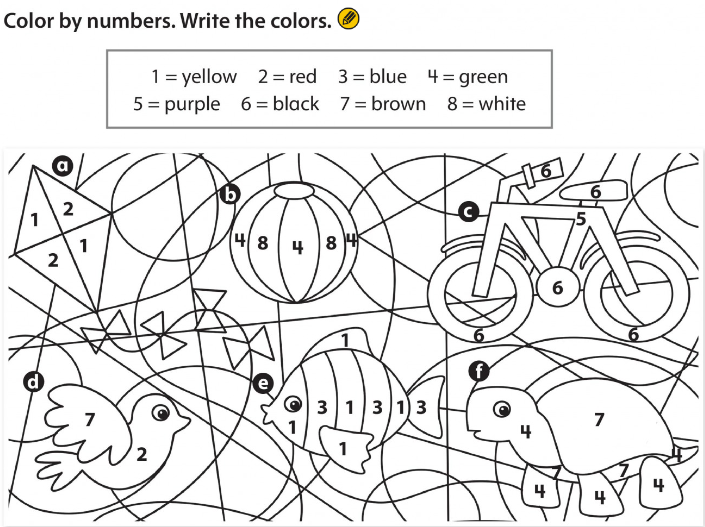 Color by numbers. Write the colors.
1 = yellow 2 = red 3 = blue 4 = green
5 = purple 6 = black 7 = brown 8 = white
a
1 2
2 1
b
4 8 4 8 4
c
6
6
5
6
6 6
d
7
2
e
1
1 3 1 3 1 3
1
f
7
4
7 7 4
4 4 4